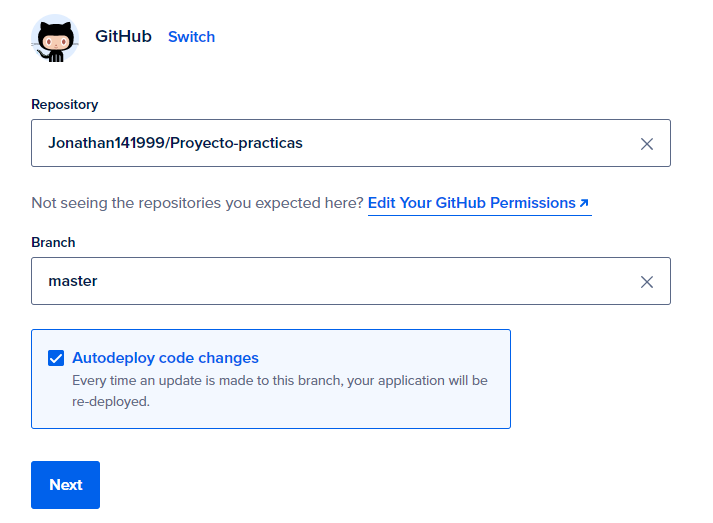 GitHub Switch
Repository
Jonathan141999/Proyecto-practicas
Not seeing the repositories you expected here? Edit Your GitHub Permissions
Branch
master
Autodeploy code changes
Every time an update is made to this branch, your application will be
re-deployed.
Next